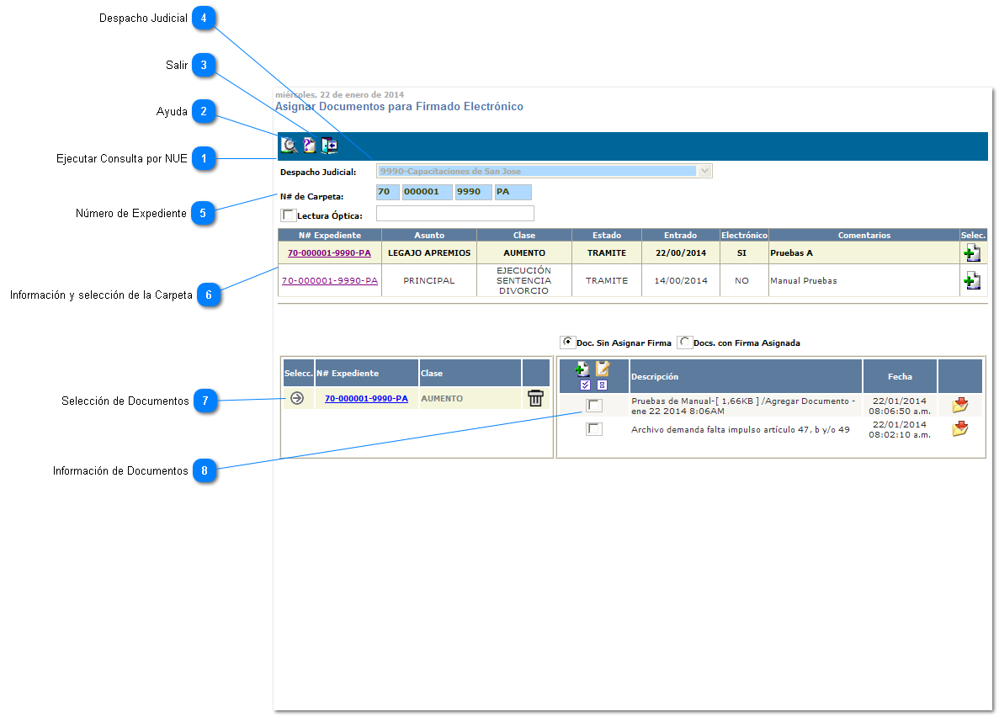 Despacho Judicial 4
Salir 3
Ayuda 2
Ejecutar Consulta por NUE 1
Número de Expediente 5
Información y selección de la Carpeta 6
Selección de Documentos 7
Información de Documentos 8
miércoles, 22 de enero de 2014
Asignar Documentos para Firmado Electrónico
Despacho Judicial: 9990-Capacitaciones de San Jose
N# de Carpeta: 70 000001 9990 PA
Lectura Óptica:
N# Expediente Asunto Clase Estado Entrado Electrónico Comentarios Selec.
70-000001-9990-PA LEGAJO APREMIOS AUMENTO TRAMITE 22/00/2014 SI Pruebas A
70-000001-9990-PA PRINCIPAL EJECUCIÓN SENTENCIA DIVORCIO TRAMITE 14/00/2014 NO Manual Pruebas
Doc. Sin Asignar Firma Docs. con Firma Asignada
Selecc. N# Expediente Clase
70-000001-9990-PA AUMENTO
Descripción Fecha
Pruebas de Manual-[ 1,66KB ] /Agregar Documento - 22/01/2014
ene 22 2014 8:06AM 08:06:50 a.m.
Archivo demanda falta impulso artículo 47, b y/o 49 22/01/2014
08:02:10 a.m.